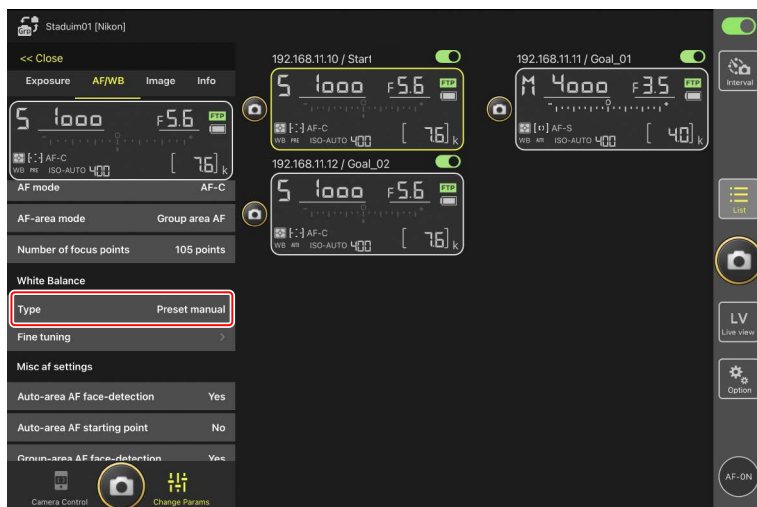 Grp
Staduim01 [Nikon]
<< Close
Exposure AF/WB Image Info
S 1000 F5.6 FTP
AF-C
WB PRE ISO-AUTO 400 [ 7.6] k
AF mode AF-C
AF-area mode Group area AF
Number of focus points 105 points
White Balance
Type Preset manual
Fine tuning >
Misc af settings
Auto-area AF face-detection Yes
Auto-area AF starting point No
Group-area AF face-detection Yes
Camera Control
Change Params
192.168.11.10 / Start
S 1000 F5.6 FTP
AF-C
WB PRE ISO-AUTO 400 [ 7.6] k
192.168.11.11 / Goal_01
M 4000 F3.5 FTP
AF-S
WB ISO-AUTO 400 [ 4.0] k
192.168.11.12 / Goal_02
S 1000 F5.6 FTP
AF-C
WB ISO-AUTO 400 [ 7.6] k
Interval
List
LV
Live view
Option
AF-ON